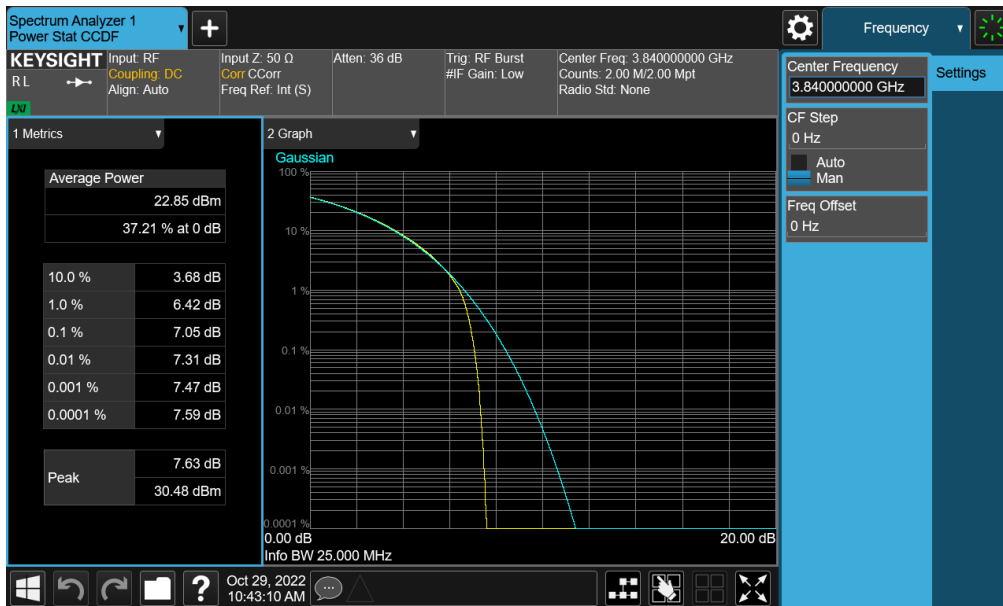 Spectrum Analyzer 1
Power Stat CCDF
+
Frequency
KEYSIGHT
R L
LXI
Input: RF
Coupling: DC
Align: Auto
Input Z: 50 Ω
Corr CCorr
Freq Ref: Int (S)
Atten: 36 dB
Trig: RF Burst
#IF Gain: Low
Center Freq: 3.840000000 GHz
Counts: 2.00 M/2.00 Mpt
Radio Std: None
Center Frequency
3.840000000 GHz
Settings
CF Step
0 Hz
Auto
Man
Freq Offset
0 Hz
1 Metrics
Average Power
22.85 dBm
37.21 % at 0 dB
10.0 % 3.68 dB
1.0 % 6.42 dB
0.1 % 7.05 dB
0.01 % 7.31 dB
0.001 % 7.47 dB
0.0001 % 7.59 dB
Peak
7.63 dB
30.48 dBm
2 Graph
Gaussian
100 %
10 %
1 %
0.1 %
0.01 %
0.001 %
0.0001 %
0.00 dB 20.00 dB
Info BW 25.000 MHz
?
Oct 29, 2022
10:43:10 AM